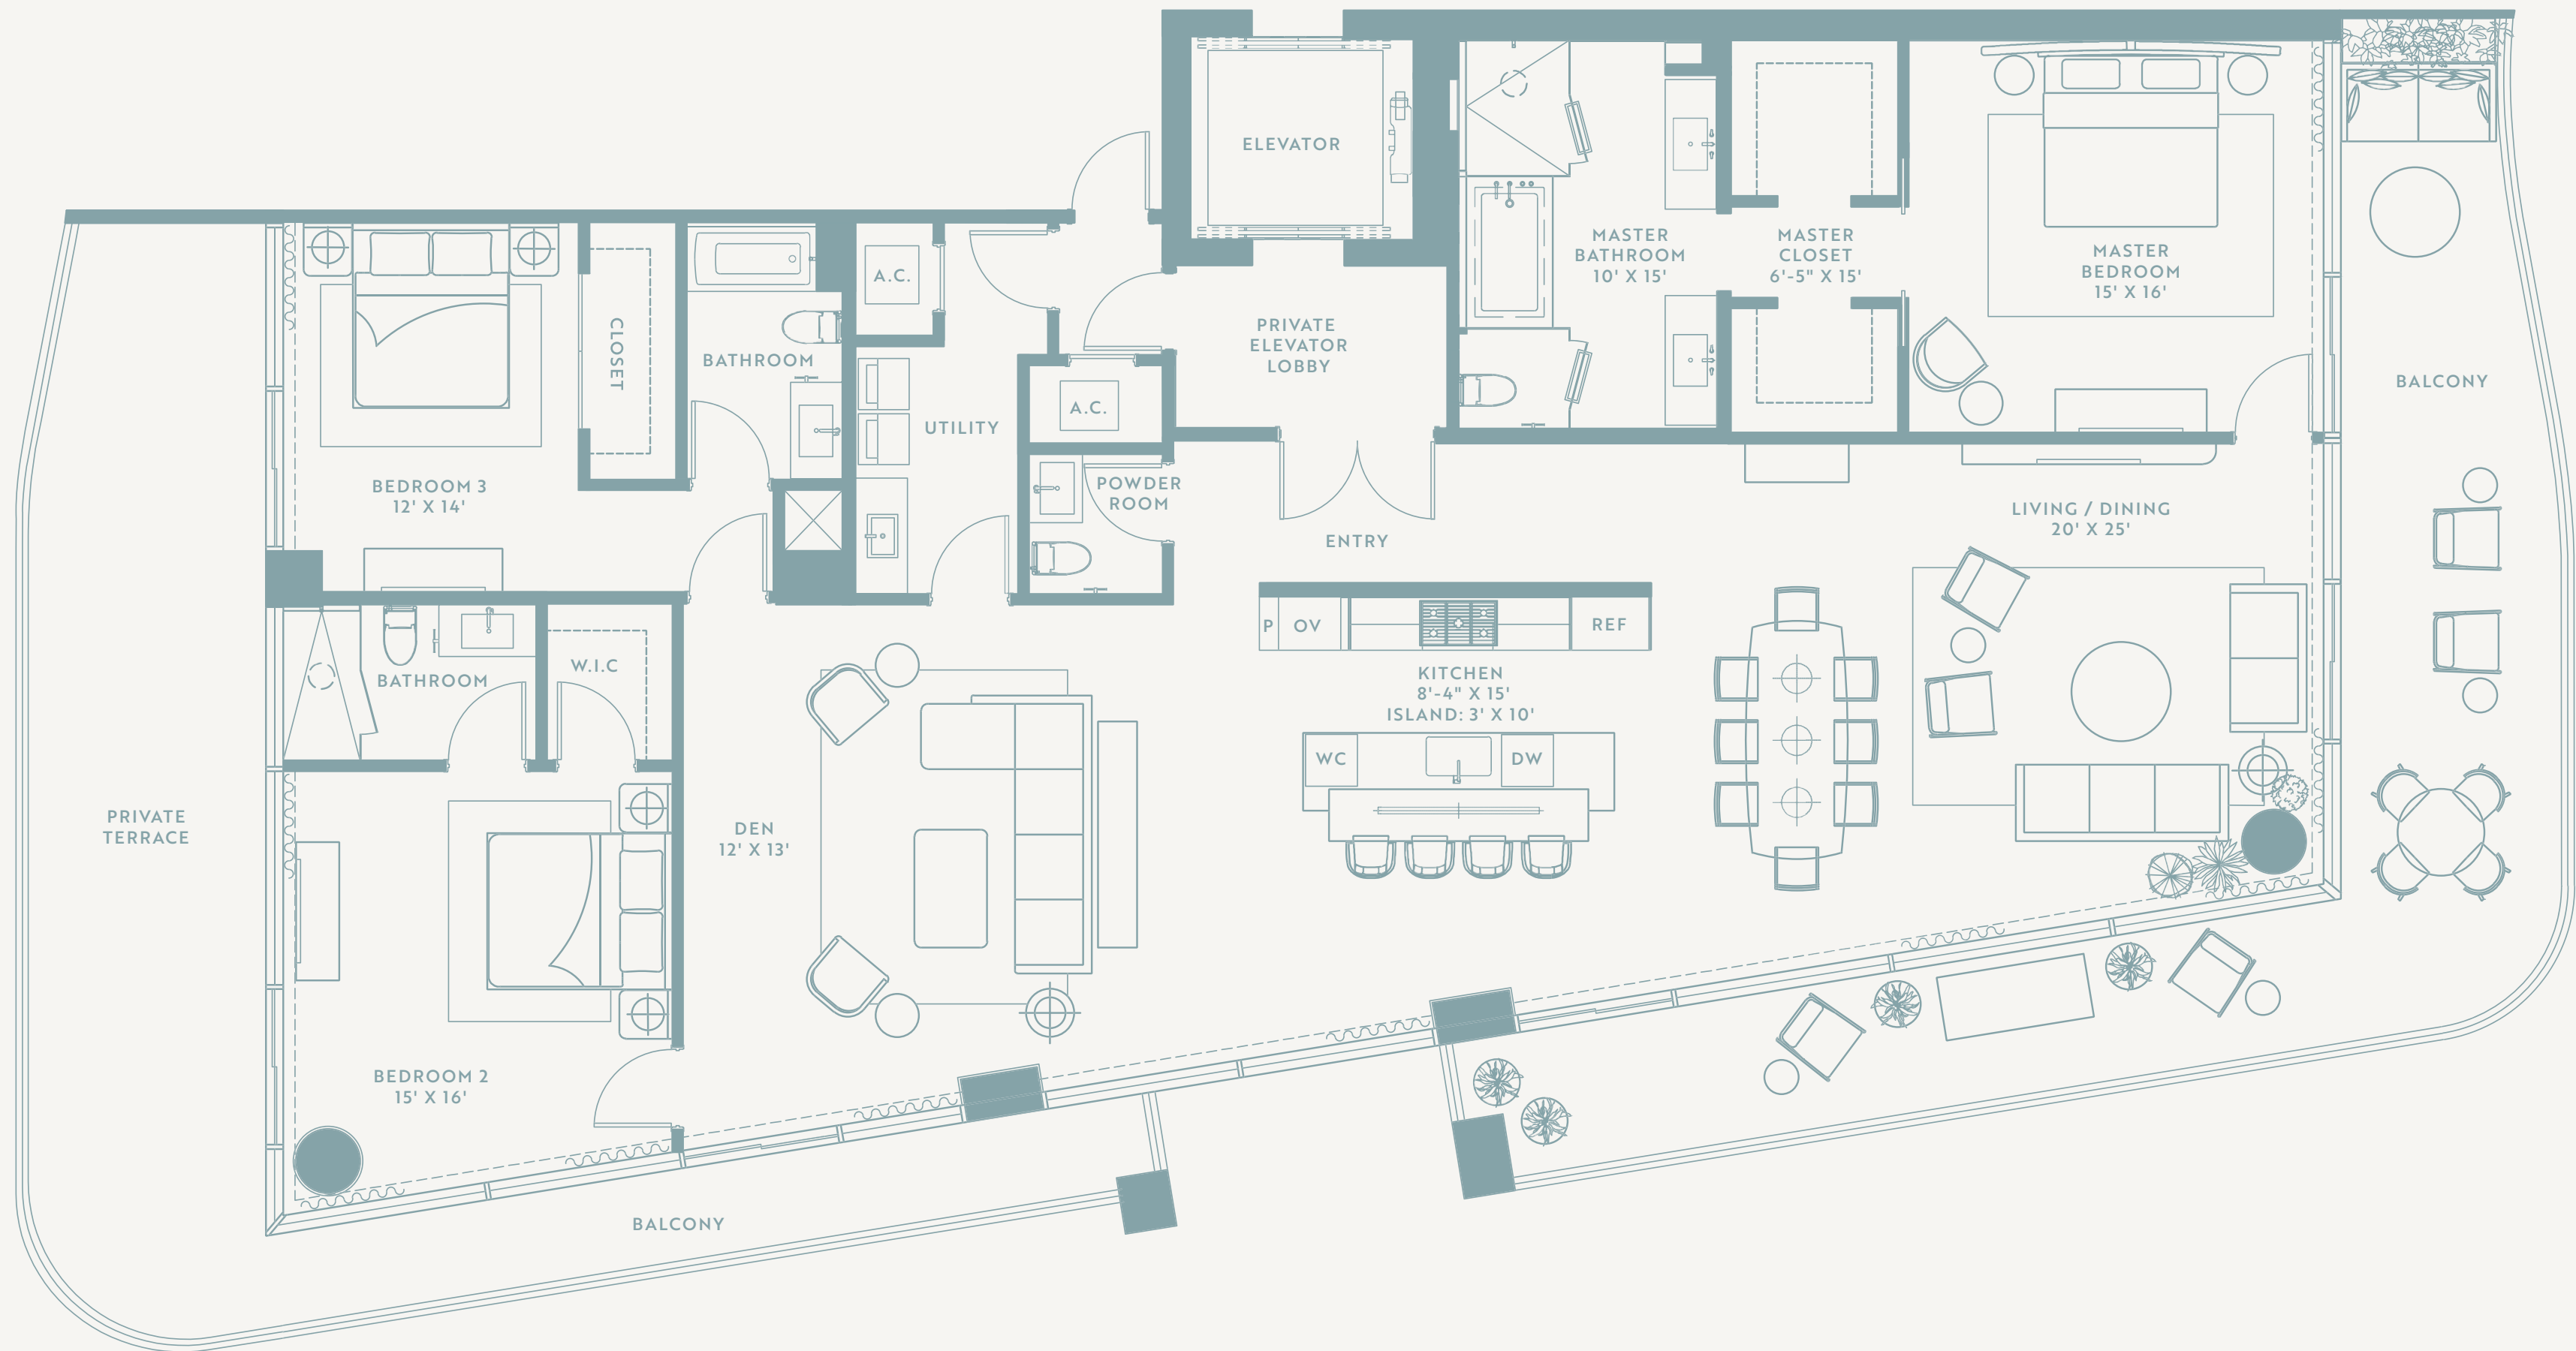 ELEVATOR
MASTER
BATHROOM
10' X 15'
MASTER
CLOSET
6'-5" X 15'
MASTER
BEDROOM
15' X 16'
A.C.
CLOSET
BATHROOM
PRIVATE
ELEVATOR
LOBBY
BALCONY
A.C.
UTILITY
BEDROOM 3
12' X 14'
POWDER
ROOM
ENTRY
LIVING / DINING
20' X 25'
P
OV
REF
W.I.C
BATHROOM
KITCHEN
8'-4" X 15'
ISLAND: 3' X 10'
WC
DW
PRIVATE
TERRACE
DEN
12' X 13'
BEDROOM 2
15' X 16'
BALCONY